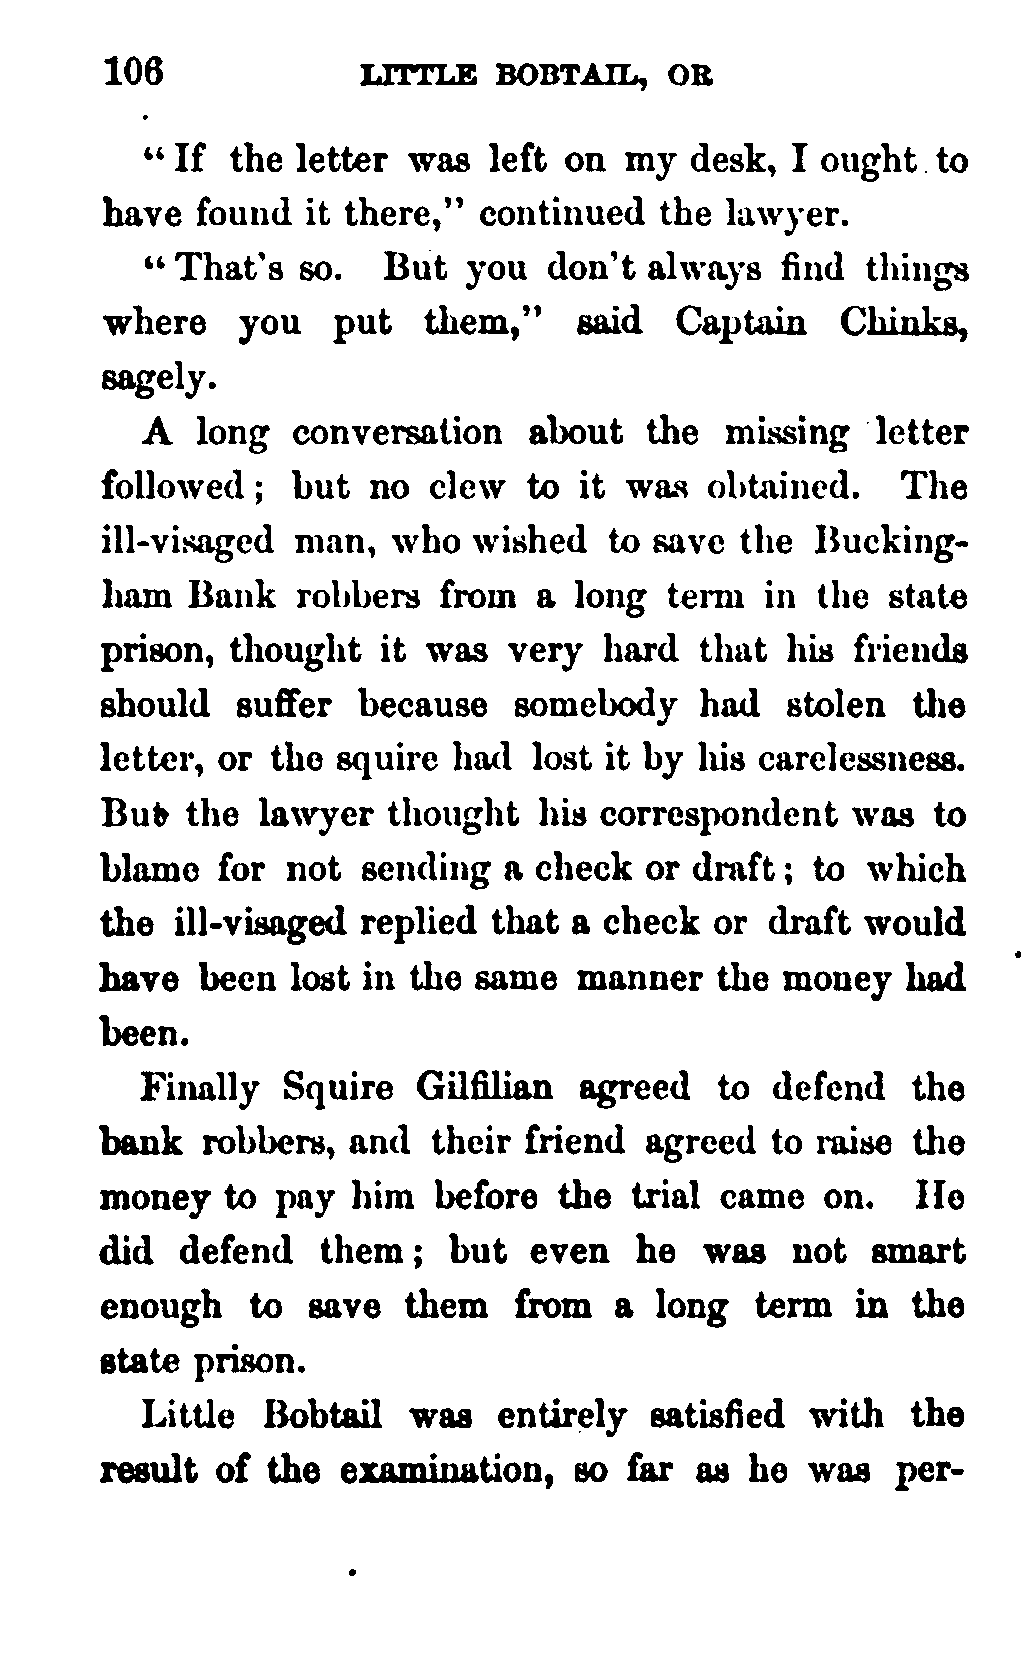 106 LITTLE BOBTAIL, OR
“If the letter was left on my desk, I ought to
have found it there,” continued the lawyer.
“That's so. But you don't always find things
where you put them,” said Captain Chinks,
sagely.
A long conversation about the missing letter
followed; but no clew to it was obtained. The
ill-visaged man, who wished to save the Bucking-
ham Bank robbers from a long term in the state
prison, thought it was very hard that his friends
should suffer because somebody had stolen the
letter, or the squire had lost it by his carelessness.
But the lawyer thought his correspondent was to
blame for not sending a check or draft; to which
the ill-visaged replied that a check or draft would
have been lost in the same manner the money had
been.
Finally Squire Gilfilian agreed to defend the
bank robbers, and their friend agreed to raise the
money to pay him before the trial came on. He
did defend them; but even he was not smart
enough to save them from a long term in the
state prison.
Little Bobtail was entirely satisfied with the
result of the examination, so far as he was per-